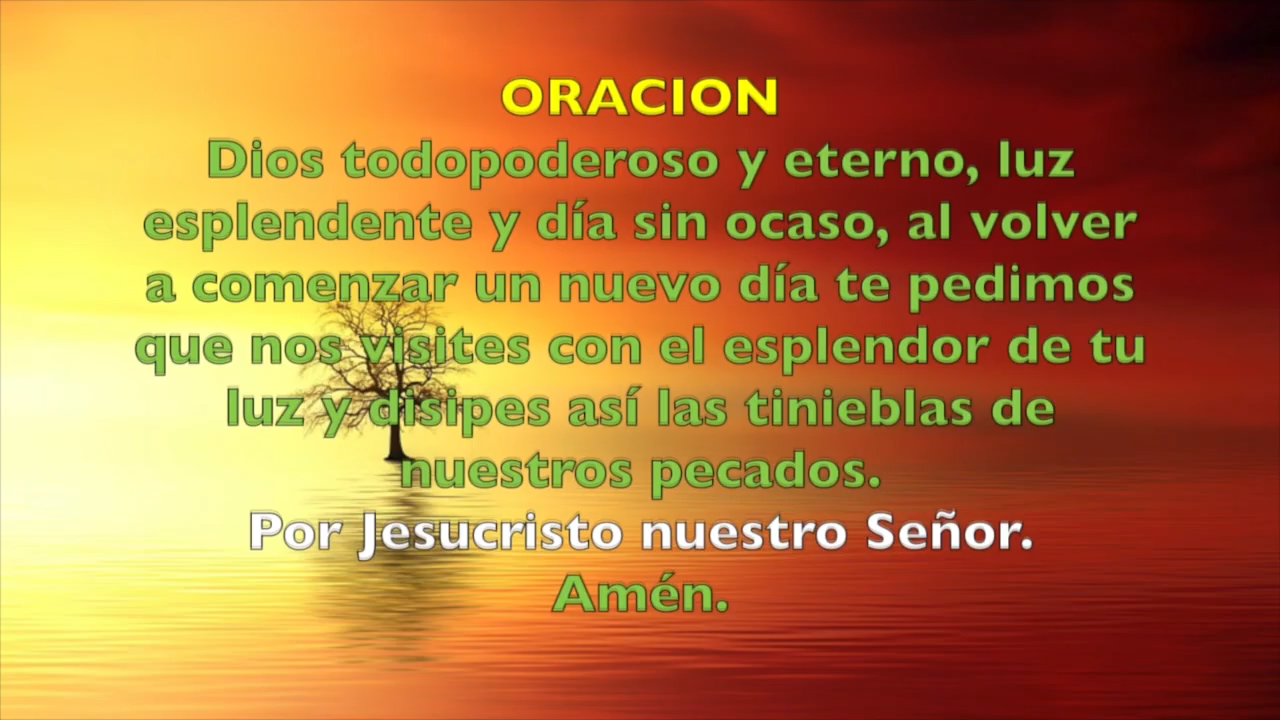 ORACION
Dios todopoderoso y eterno, luz
esplendente y día sin ocaso, al volver
a comenzar un nuevo día te pedimos
que nos visites con el esplendor de tu
luz y disipes así las tinieblas de
nuestros pecados.
Por Jesucristo nuestro Señor.
Amén.